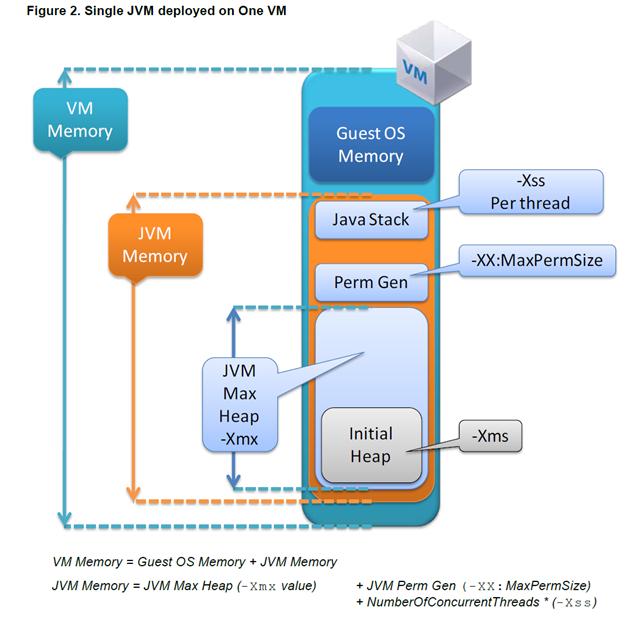 Figure 2. Single JVM deployed on One VM
VM
VM
Memory
Guest OS
Memory
-Xss
Per thread
Java Stack
JVM
Memory
-XX:MaxPermSize
Perm Gen
JVM
Max
Heap
-Xmx
Initial
Heap
-Xms
VM Memory = Guest OS Memory + JVM Memory
JVM Memory = JVM Max Heap (-Xmx value) + JVM Perm Gen (-XX:MaxPermSize)
+ NumberOfConcurrentThreads * (-Xss)